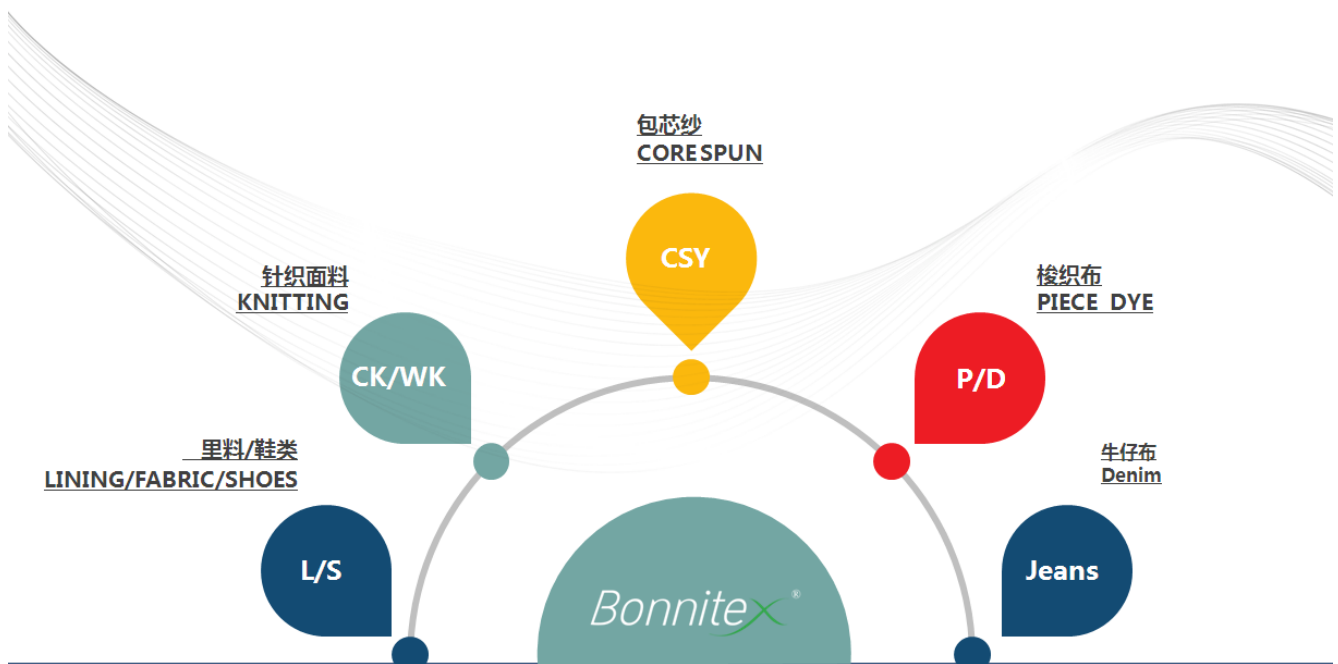 包芯纱
CORESPUN
CSY
针织面料
KNITTING
CK/WK
梭织布
PIECE DYE
P/D
里料/鞋类
LINING/FABRIC/SHOES
L/S
牛仔布
Denim
Jeans
Bonnitex®